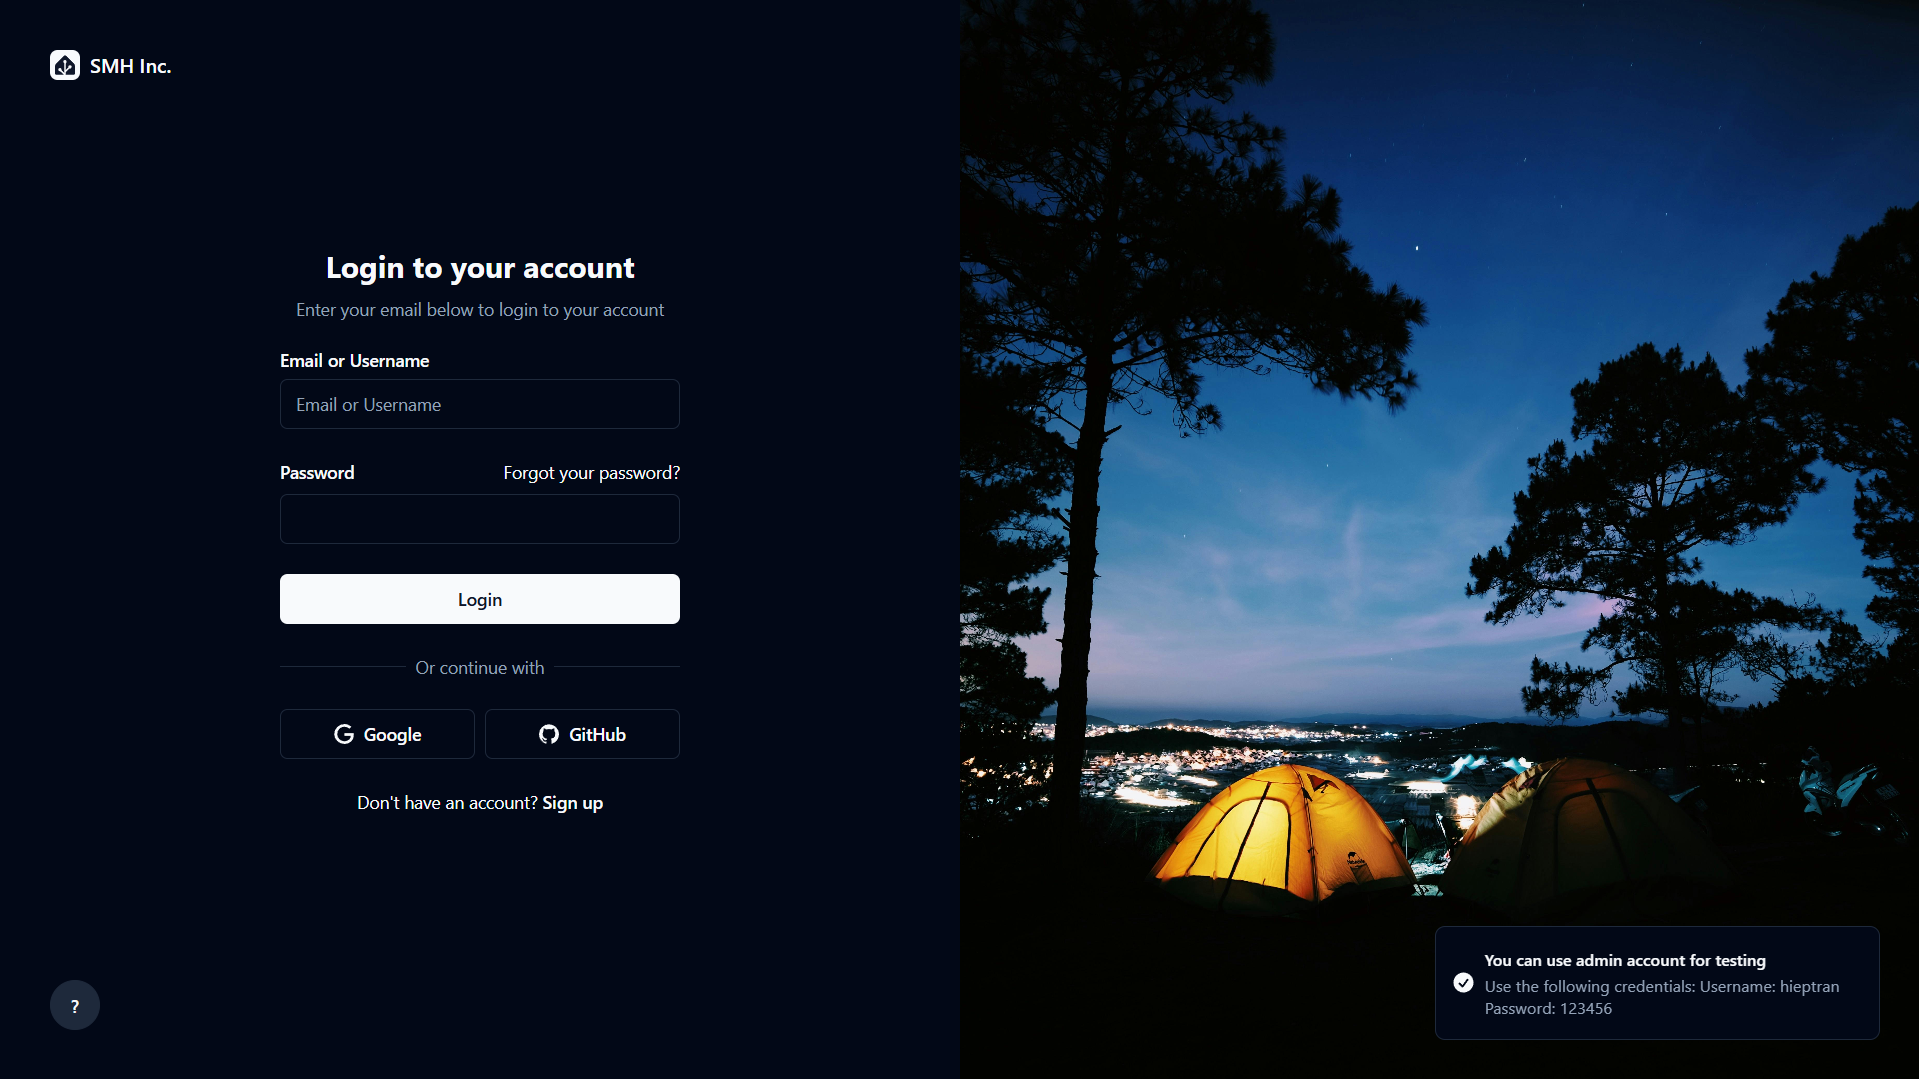 SMH Inc.
Login to your account
Enter your email below to login to your account
Email or Username
Email or Username
Password
Forgot your password?
Login
Or continue with
Google
GitHub
Don't have an account? Sign up
?
You can use admin account for testing
Use the following credentials: Username: hieptran
Password: 123456